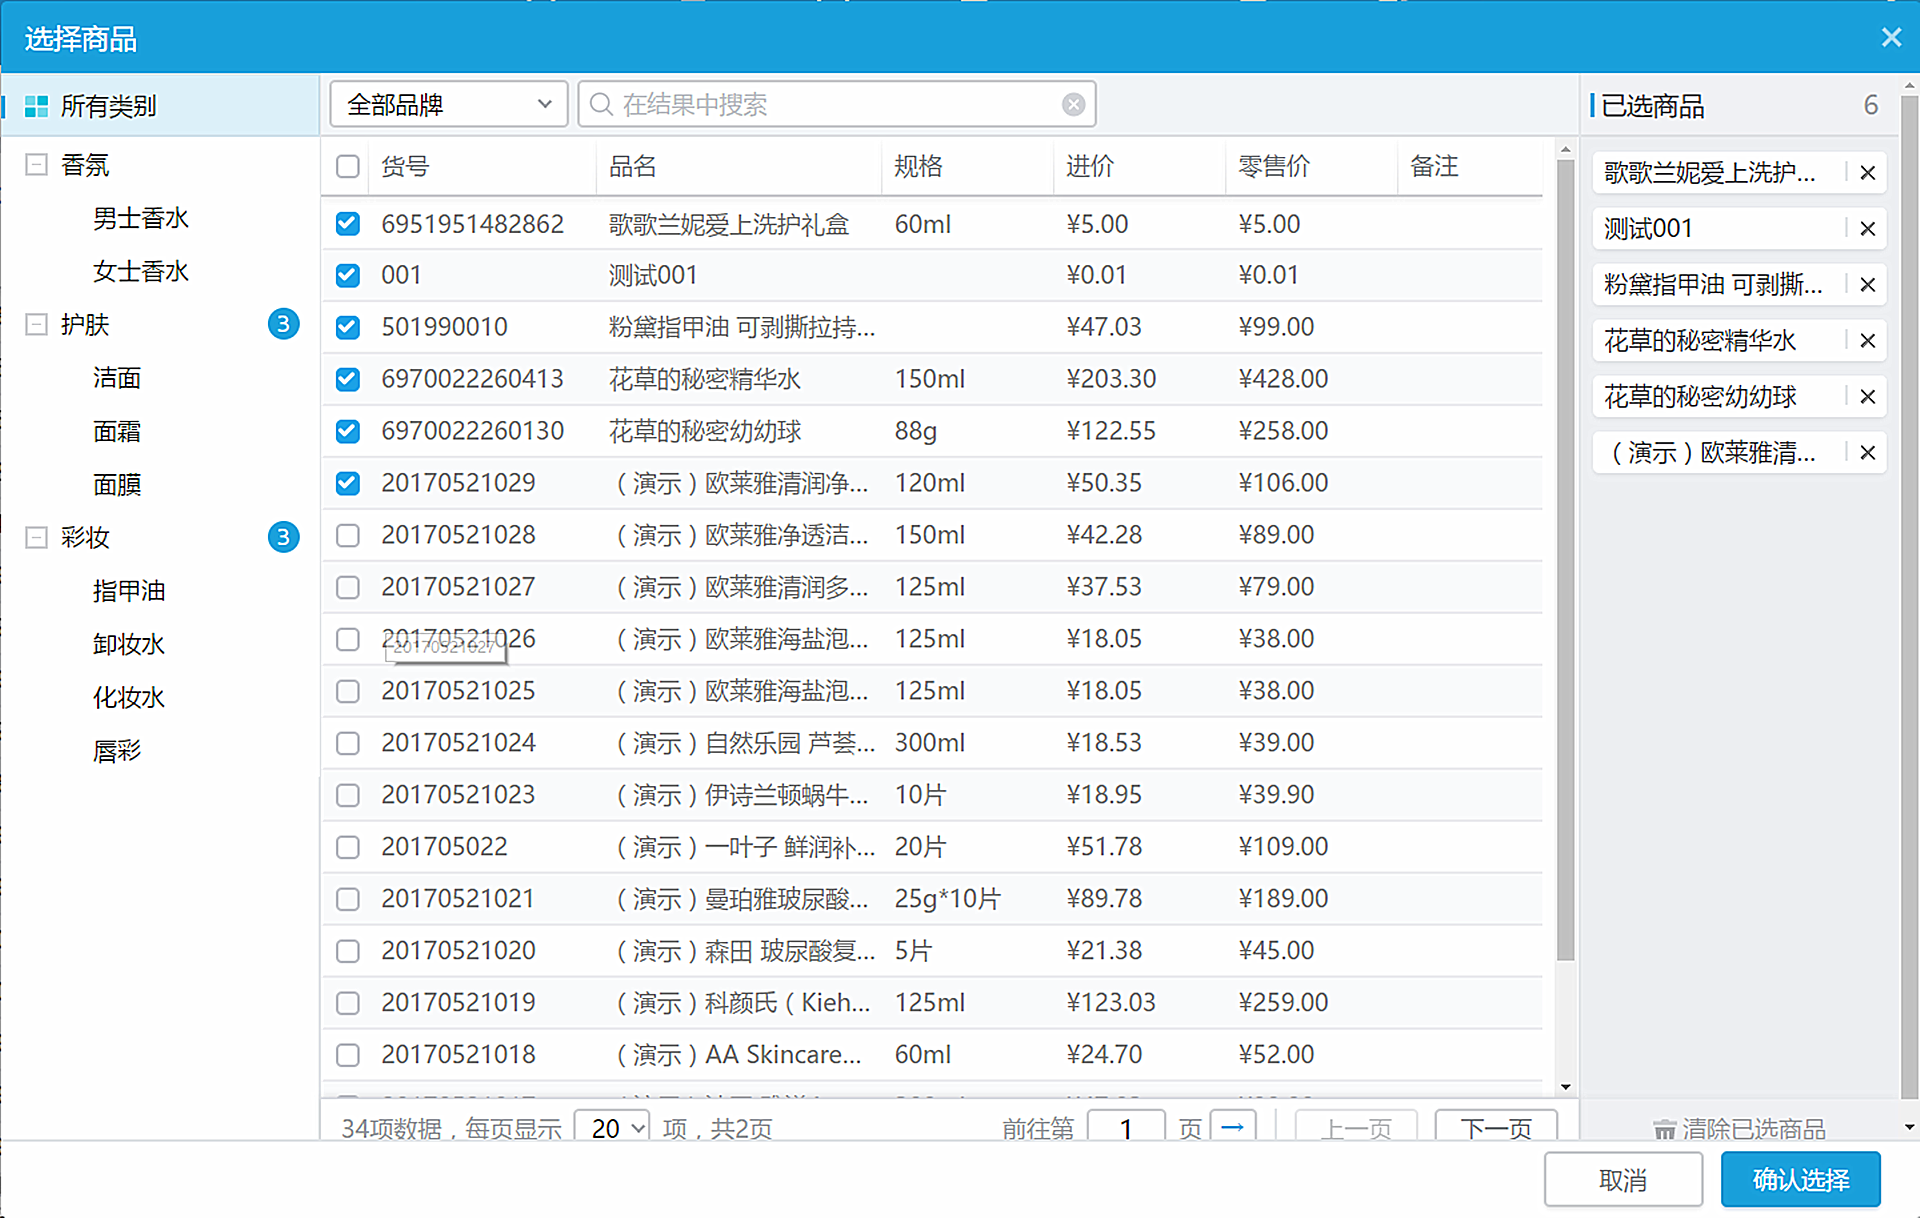 选择商品
所有类别
全部品牌
在结果中搜索
已选商品 6
香氛
男士香水
女士香水
护肤 3
洁面
面霜
面膜
彩妆 3
指甲油
卸妆水
化妆水
唇彩
货号 品名 规格 进价 零售价 备注
6951951482862 歌歌兰妮爱上洗护礼盒 60ml ¥5.00 ¥5.00
001 测试001 ¥0.01 ¥0.01
501990010 粉黛指甲油 可剥撕拉持... ¥47.03 ¥99.00
6970022260413 花草的秘密精华水 150ml ¥203.30 ¥428.00
6970022260130 花草的秘密幼幼球 88g ¥122.55 ¥258.00
20170521029 （演示）欧莱雅清润净... 120ml ¥50.35 ¥106.00
20170521028 （演示）欧莱雅净透洁... 150ml ¥42.28 ¥89.00
20170521027 （演示）欧莱雅清润多... 125ml ¥37.53 ¥79.00
20170521026 （演示）欧莱雅海盐泡... 125ml ¥18.05 ¥38.00
20170521027
20170521025 （演示）欧莱雅海盐泡... 125ml ¥18.05 ¥38.00
20170521024 （演示）自然乐园 芦荟... 300ml ¥18.53 ¥39.00
20170521023 （演示）伊诗兰顿蜗牛... 10片 ¥18.95 ¥39.90
201705022 （演示）一叶子 鲜润补... 20片 ¥51.78 ¥109.00
20170521021 （演示）曼珀雅玻尿酸... 25g*10片 ¥89.78 ¥189.00
20170521020 （演示）森田 玻尿酸复... 5片 ¥21.38 ¥45.00
20170521019 （演示）科颜氏（Kieh... 125ml ¥123.03 ¥259.00
20170521018 （演示）AA Skincare... 60ml ¥24.70 ¥52.00
34项数据，每页显示 20 项，共2页 前往第 1 页 → 上一页 下一页
歌歌兰妮爱上洗护...
测试001
粉黛指甲油 可剥撕...
花草的秘密精华水
花草的秘密幼幼球
（演示）欧莱雅清...
清除已选商品
取消 确认选择